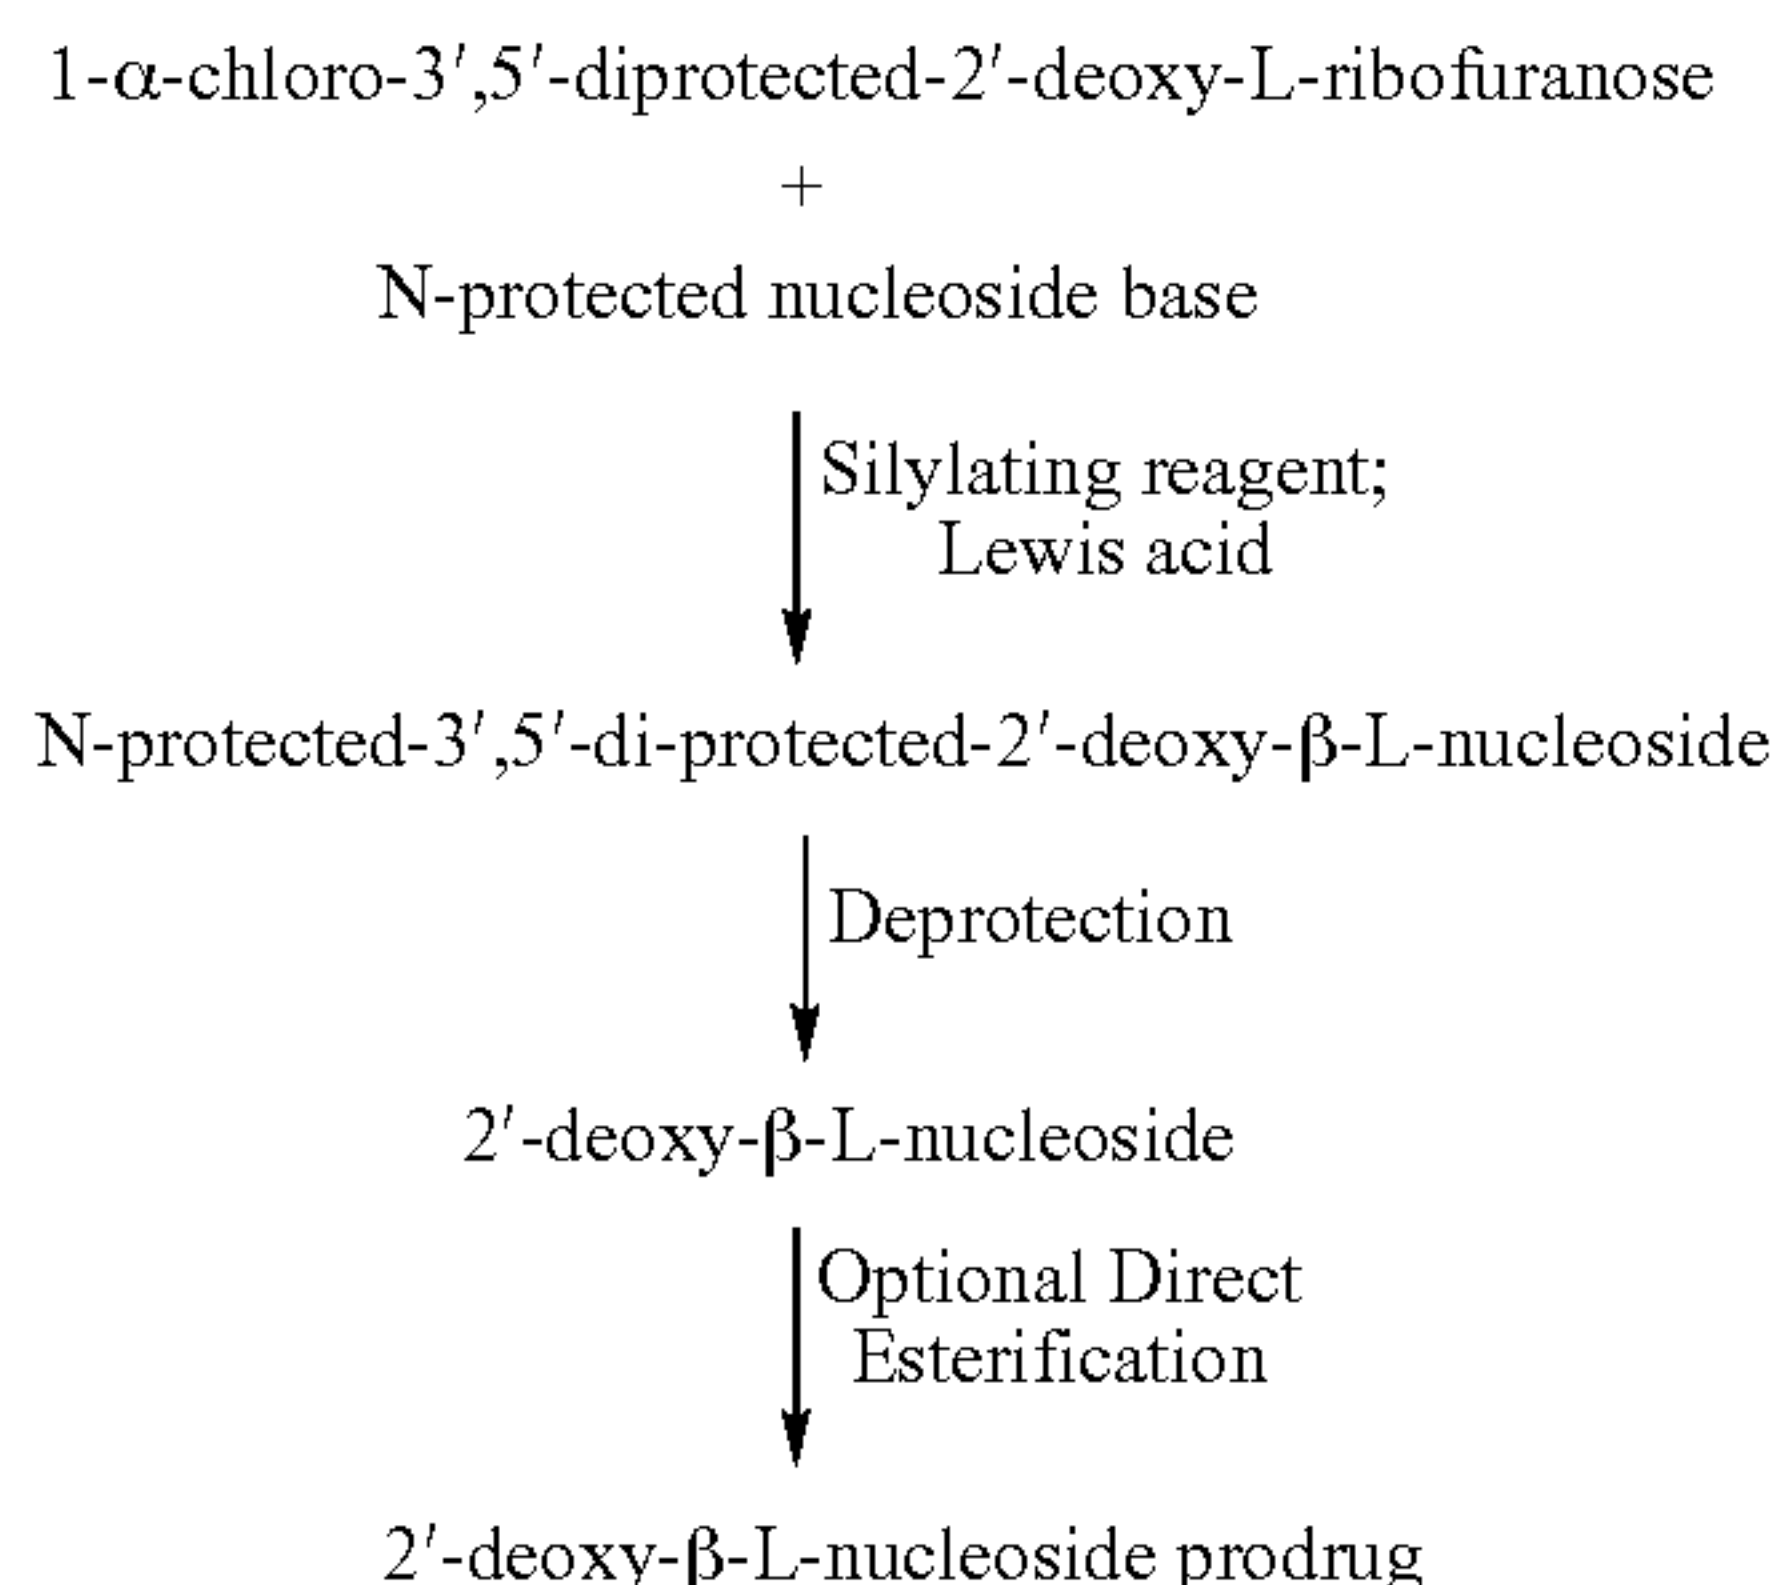 1-α-chloro-3′,5′-diprotected-2′-deoxy-L-ribofuranose
+
N-protected nucleoside base
Silylating reagent;
Lewis acid
N-protected-3′,5′-di-protected-2′-deoxy-β-L-nucleoside
Deprotection
2′-deoxy-β-L-nucleoside
Optional Direct
Esterification
2′-deoxy-β-L-nucleoside prodrug